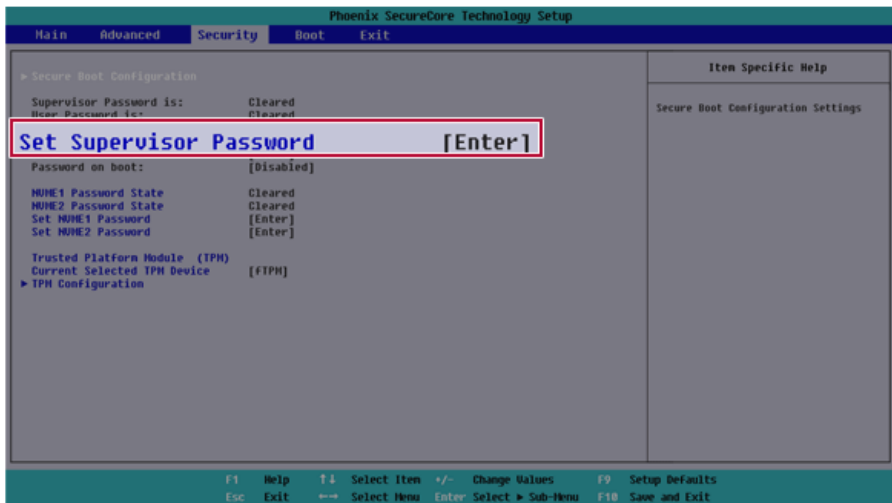 Phoenix SecureCore Technology Setup
Main Advanced Security Boot Exit
Item Specific Help
▶ Secure Boot Configuration
Secure Boot Configuration Settings
Supervisor Password is: Cleared
User Password is: Cleared
Set Supervisor Password [Enter]
Password on boot: [Disabled]
NVME1 Password State Cleared
NVME2 Password State Cleared
Set NVME1 Password [Enter]
Set NVME2 Password [Enter]
Trusted Platform Module (TPM)
Current Selected TPM Device [fTPM]
▶ TPM Configuration
F1 Help ↑↓ Select Item +/- Change Values F9 Setup Defaults
Esc Exit ←→ Select Menu Enter Select ▶ Sub-Menu F10 Save and Exit